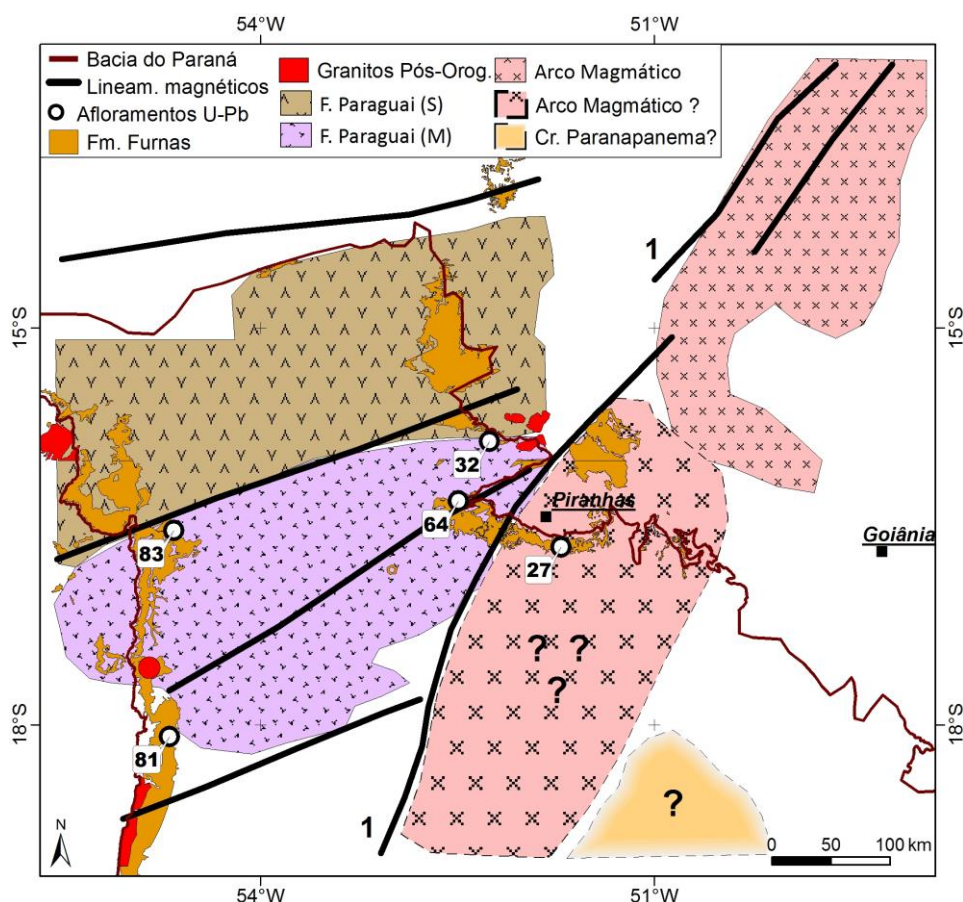 54°W
51°W
Bacia do Paraná
Lineam. magnéticos
Afloramentos U-Pb
Fm. Furnas
Granitos Pós-Orog.
F. Paraguai (S)
F. Paraguai (M)
Arco Magmático
Arco Magmático ?
Cr. Paranapanema?
1
15°S
15°S
32
Piranhas
64
83
27
Goiânia
? ?
?
18°S
18°S
81
?
1
N
0
50
100 km
54°W
51°W